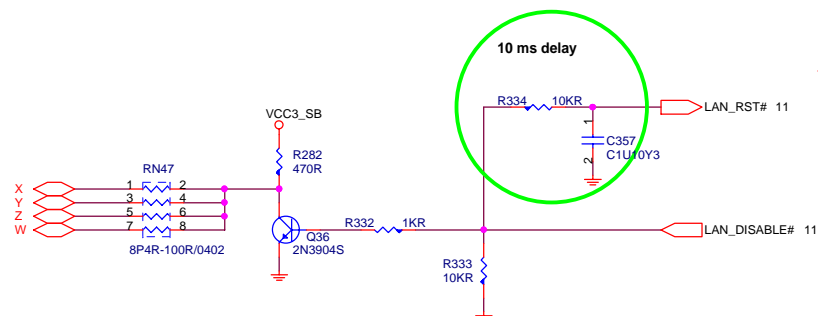 10 ms delay
R334 10KR
LAN_RST# 11
VCC3_SB
1
C357
C1U10Y3
2
R282
470R
RN47
X 1 2
Y 3 4
Z 5 6
W 7 8
8P4R-100R/0402
R332 1KR
Q36
2N3904S
LAN_DISABLE# 11
R333
10KR